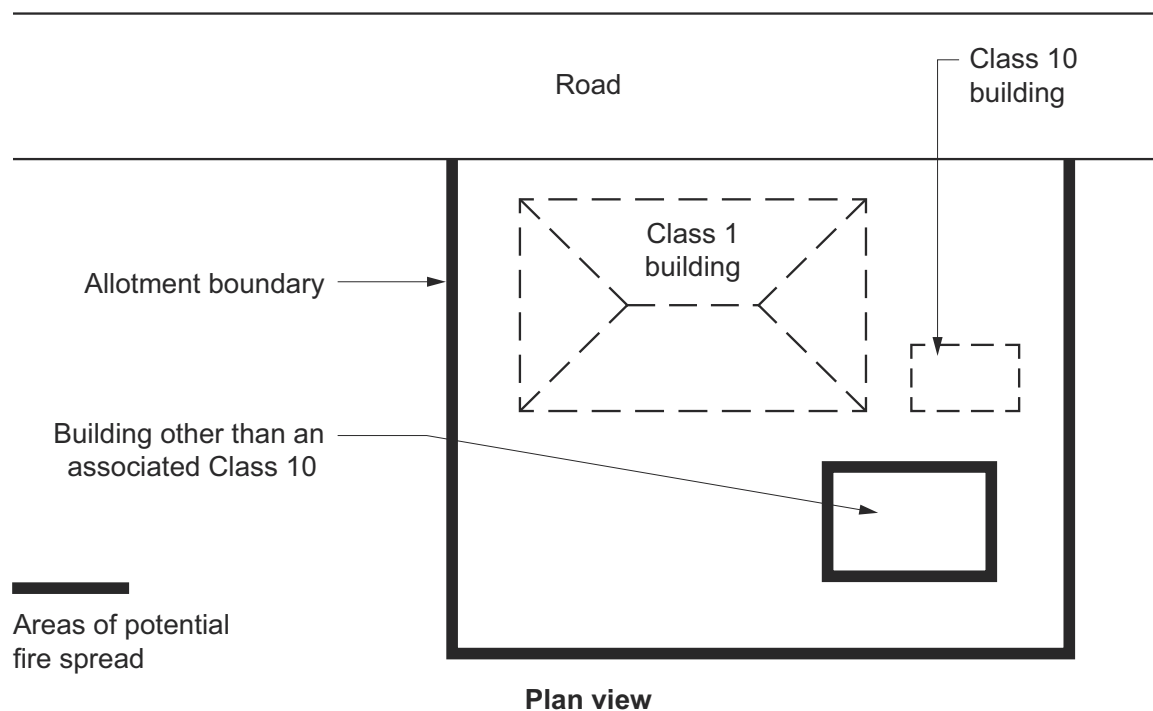 Road
Class 10
building
Class 1
building
Allotment boundary
Building other than an
associated Class 10
Areas of potential
fire spread
Plan view